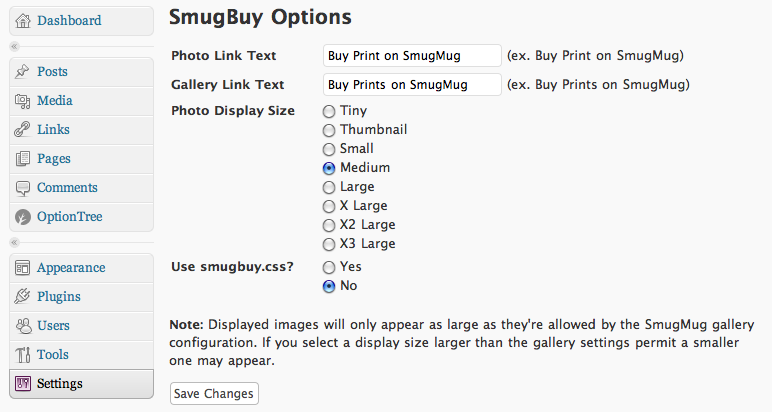 Dashboard
Posts
Media
Links
Pages
Comments
OptionTree
Appearance
Plugins
Users
Tools
Settings
SmugBuy Options
Photo Link Text Buy Print on SmugMug (ex. Buy Print on SmugMug)
Gallery Link Text Buy Prints on SmugMug (ex. Buy Prints on SmugMug)
Photo Display Size Tiny
Thumbnail
Small
Medium
Large
X Large
X2 Large
X3 Large
Use smugbuy.css? Yes
No
Note: Displayed images will only appear as large as they're allowed by the SmugMug gallery
configuration. If you select a display size larger than the gallery settings permit a smaller
one may appear.
Save Changes